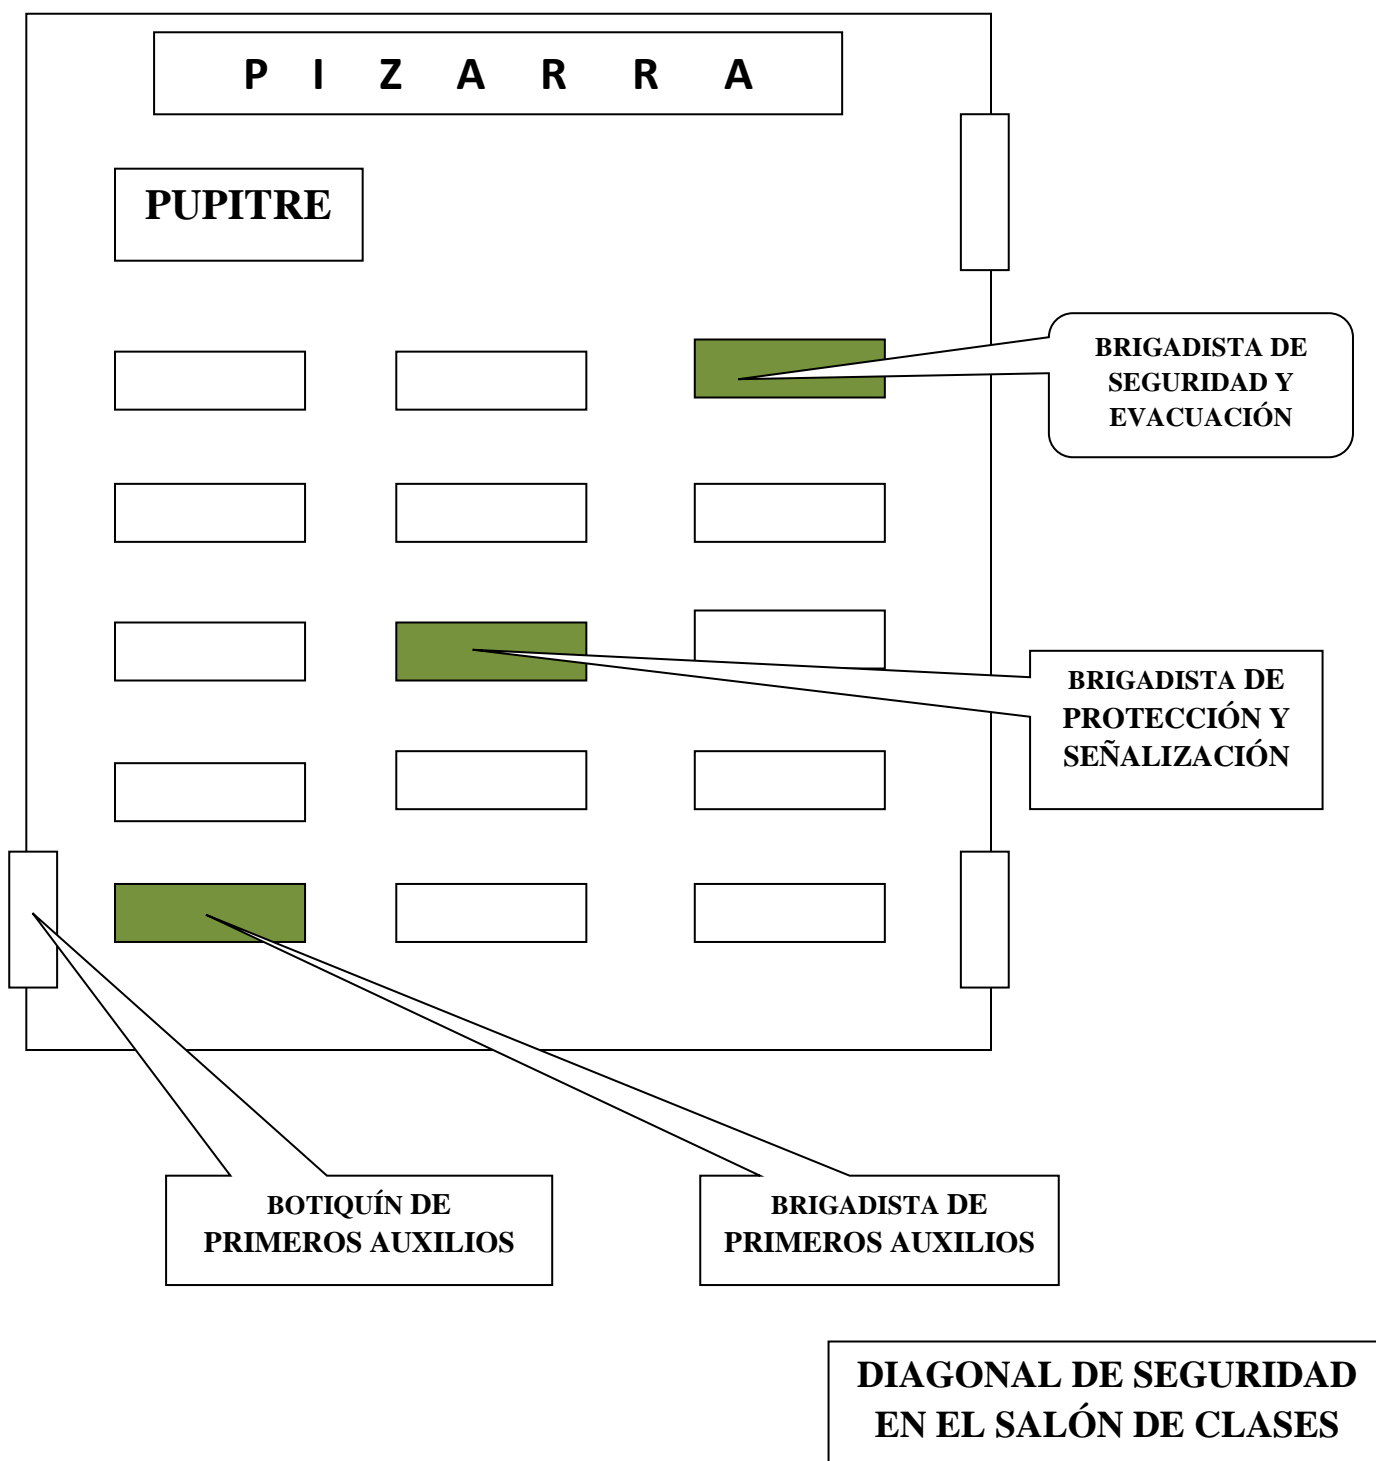 P I Z A R R A
PUPITRE
BRIGADISTA DE
SEGURIDAD Y
EVACUACIÓN
BRIGADISTA DE
PROTECCIÓN Y
SEÑALIZACIÓN
BOTIQUÍN DE
PRIMEROS AUXILIOS
BRIGADISTA DE
PRIMEROS AUXILIOS
DIAGONAL DE SEGURIDAD
EN EL SALÓN DE CLASES